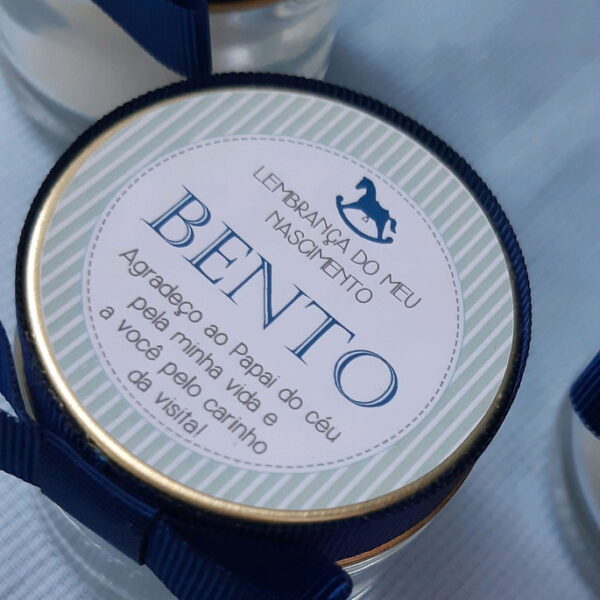 LEMBRANÇA DO MEU
NASCIMENTO
BENTO
Agradeço ao Papai do céu
pela minha vida e
a você pelo carinho
da visita!